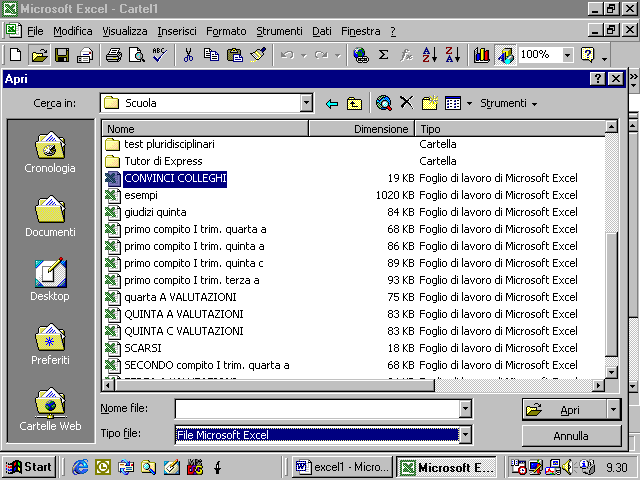 Microsoft Excel - Cartel1
File Modifica Visualizza Inserisci Formato Strumenti Dati Finestra ?
ABC Σ fx A Z Z A 100% ?
Apri
Cerca in: Scuola Strumenti
Nome Dimensione Tipo
test pluridisciplinari Cartella
Tutor di Express Cartella
CONVINCI COLLEGHI 19 KB Foglio di lavoro di Microsoft Excel
esempi 1020 KB Foglio di lavoro di Microsoft Excel
giudizi quinta 84 KB Foglio di lavoro di Microsoft Excel
primo compito I trim. quarta a 68 KB Foglio di lavoro di Microsoft Excel
primo compito I trim. quinta a 86 KB Foglio di lavoro di Microsoft Excel
primo compito I trim. quinta c 89 KB Foglio di lavoro di Microsoft Excel
primo compito I trim. terza a 93 KB Foglio di lavoro di Microsoft Excel
quarta A VALUTAZIONI 75 KB Foglio di lavoro di Microsoft Excel
QUINTA A VALUTAZIONI 83 KB Foglio di lavoro di Microsoft Excel
QUINTA C VALUTAZIONI 83 KB Foglio di lavoro di Microsoft Excel
SCARSI 18 KB Foglio di lavoro di Microsoft Excel
SECONDO compito I trim. quarta a 68 KB Foglio di lavoro di Microsoft Excel
Cronologia
Documenti
Desktop
Preferiti
Cartelle Web
Nome file: Apri
Tipo file: File Microsoft Excel Annulla
Start excel1 - Micro... Microsoft E... 9.30